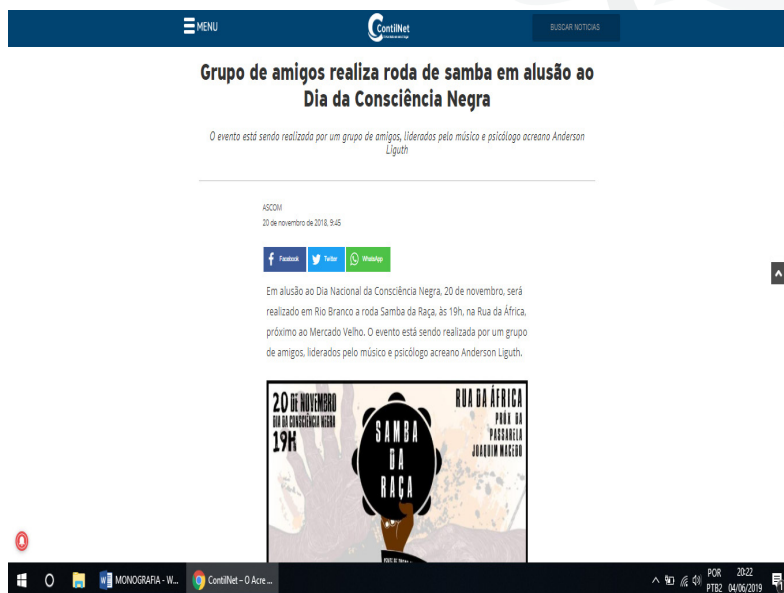 MENU
ContilNet
BUSCAR NOTICIAS
Grupo de amigos realiza roda de samba em alusão ao
Dia da Consciência Negra
O evento está sendo realizada por um grupo de amigos, liderados pelo músico e psicólogo acreano Anderson
Liguth
ASCOM
20 de novembro de 2018, 9:45
Facebook
Twitter
WhatsApp
Em alusão ao Dia Nacional da Consciência Negra, 20 de novembro, será
realizado em Rio Branco a roda Samba da Raça, às 19h, na Rua da África,
próximo ao Mercado Velho. O evento está sendo realizada por um grupo
de amigos, liderados pelo músico e psicólogo acreano Anderson Liguth.
20 DE NOVEMBRO
DIA DA CONSCIÊNCIA NEGRA
19H
SAMBA
DA
RAÇA
RUA DA ÁFRICA
PRÓX DA
PASSARELA
JOAQUIM MACEDO
MONOGRAFIA - W...
ContilNet – O Acre ...
POR
PTB2
20:22
04/06/2019